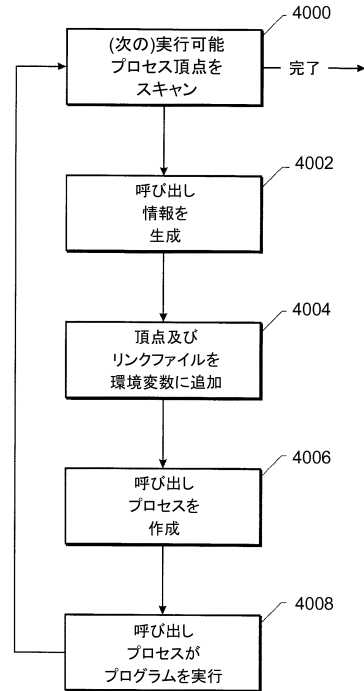 4000
(次の)実行可能
プロセス頂点を
スキャン
完了
4002
呼び出し
情報を
生成
4004
頂点及び
リンクファイルを
環境変数に追加
4006
呼び出し
プロセスを
作成
4008
呼び出し
プロセスが
プログラムを実行